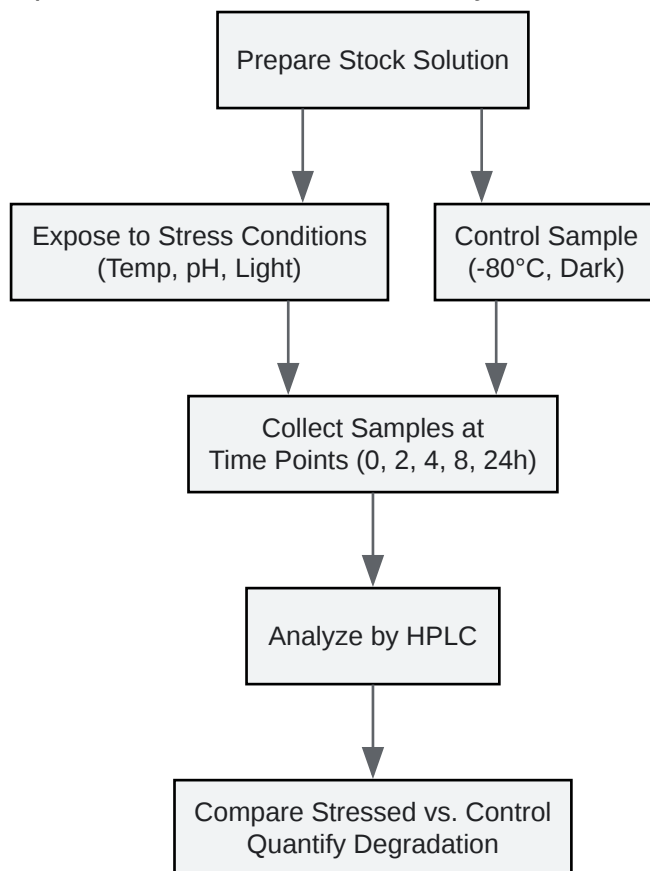 Prepare Stock Solution
Expose to Stress Conditions
(Temp, pH, Light)
Control Sample
(-80°C, Dark)
Collect Samples at
Time Points (0, 2, 4, 8, 24h)
Analyze by HPLC
Compare Stressed vs. Control
Quantify Degradation